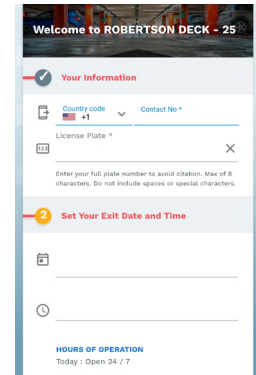 Welcome to ROBERTSON DECK - 25
Your Information
Country code
+1
Contact No *
License Plate *
123
Enter your full plate number to avoid citation. Max of 8
characters. Do not include spaces or special characters.
2
Set Your Exit Date and Time
HOURS OF OPERATION
Today : Open 24 / 7